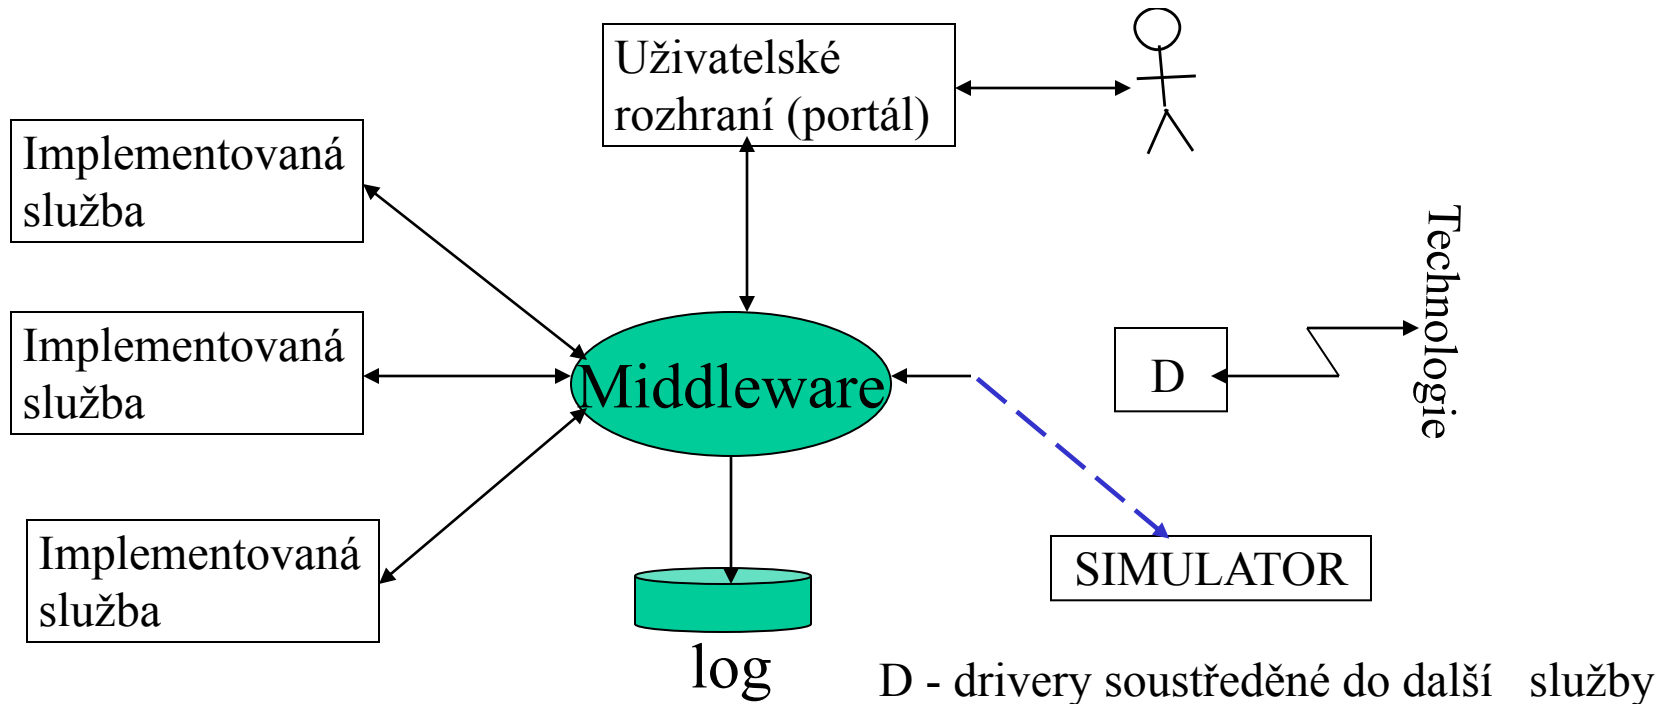 Uživatelské
rozhraní (portál)
Implementovaná
služba
Technologie
Implementovaná
služba
Middleware
D
Implementovaná
služba
SIMULATOR
log
D - drivery soustředěné do další služby